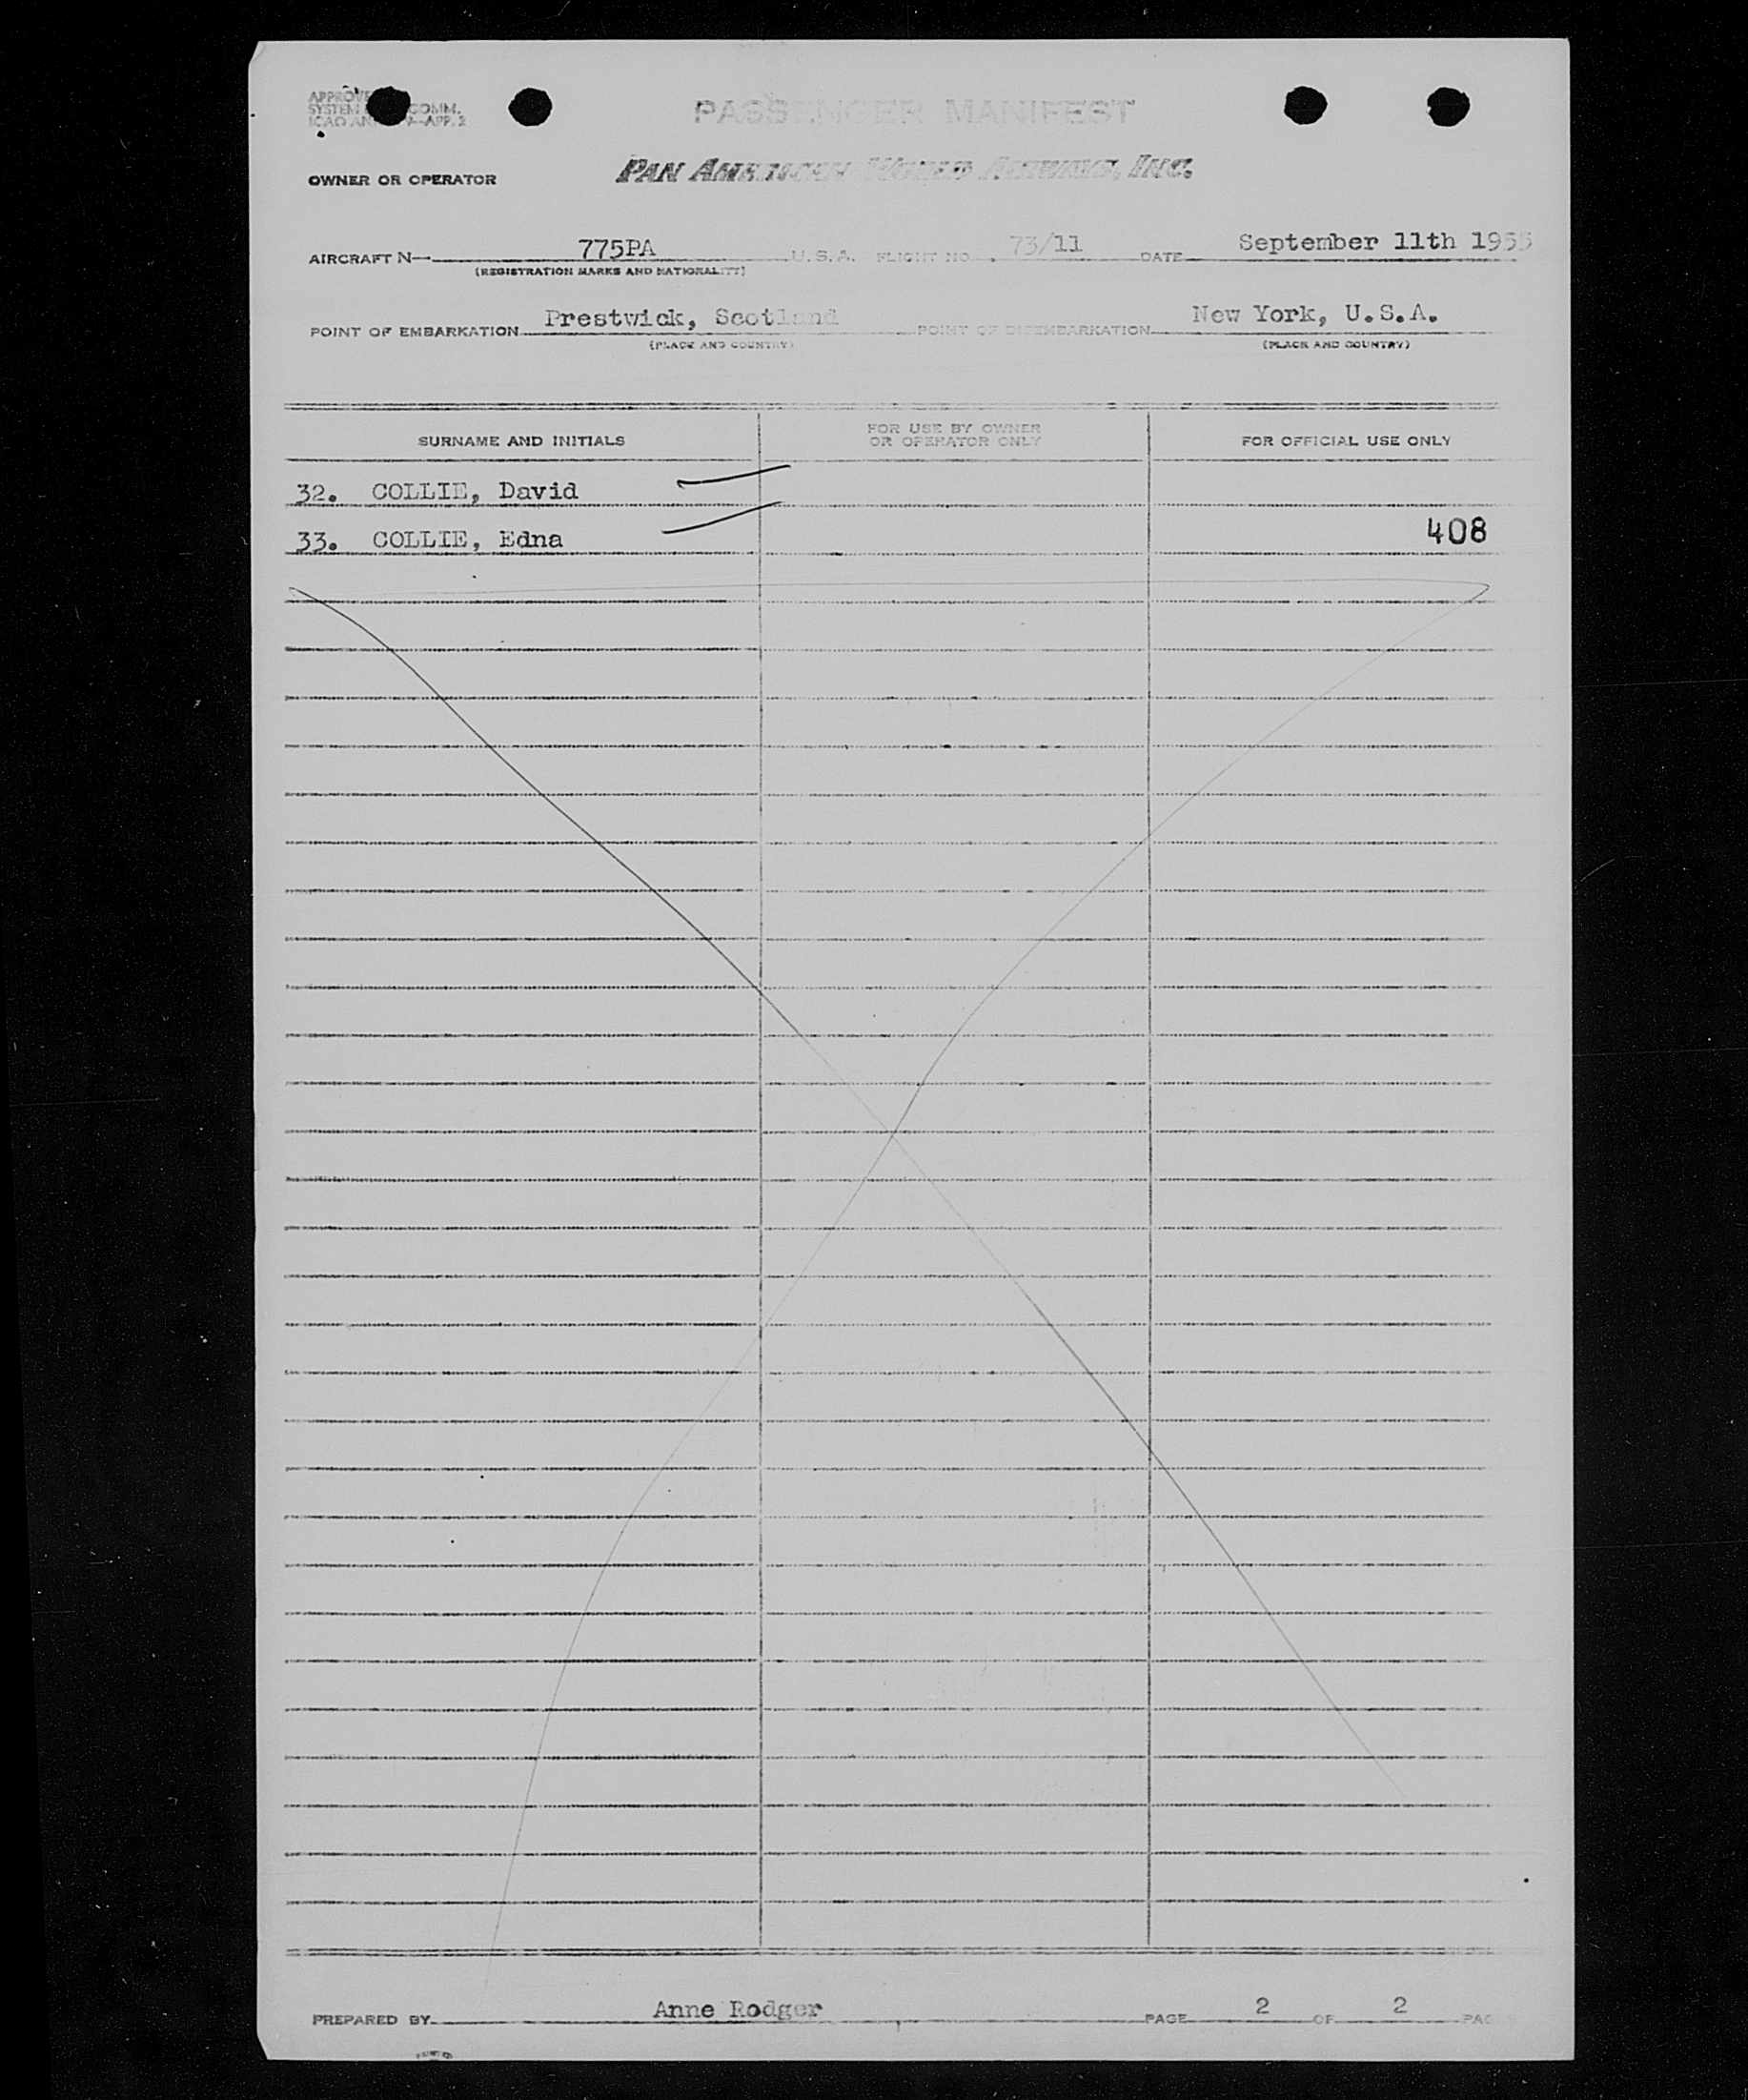 PASSENGER MANIFEST
OWNER OR OPERATOR PAN AMERICAN WORLD AIRWAYS, INC.
AIRCRAFT N— 775PA U.S.A. FLIGHT NO. 73/11 DATE September 11th 1955
(REGISTRATION MARKS AND NATIONALITY)
POINT OF EMBARKATION Prestwick, Scotland POINT OF DISEMBARKATION New York, U.S.A.
(PLACE AND COUNTRY) (PLACE AND COUNTRY)
SURNAME AND INITIALS FOR USE BY OWNER OR OPERATOR ONLY FOR OFFICIAL USE ONLY
32. COLLIE, David
33. COLLIE, Edna 408
PREPARED BY Anne Rodger PAGE 2 OF 2